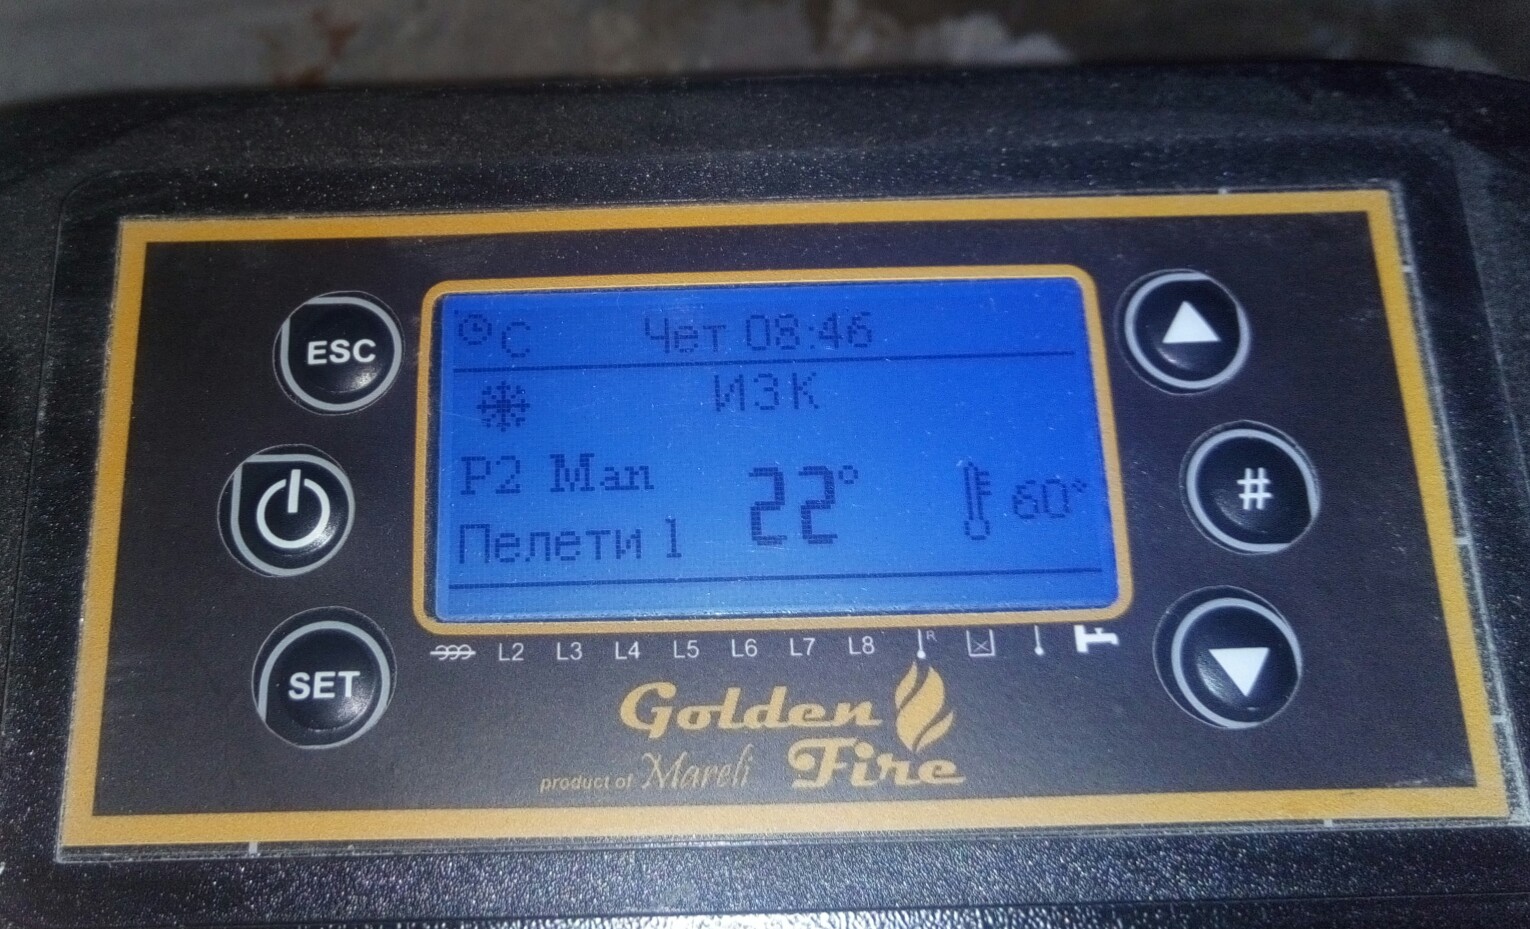 ESC
SET
C Чет 08:46
ИЗК
P2 Man
22°
60°
Пелети 1
L2 L3 L4 L5 L6 L7 L8 R
Golden
Fire
product of Mareli
#